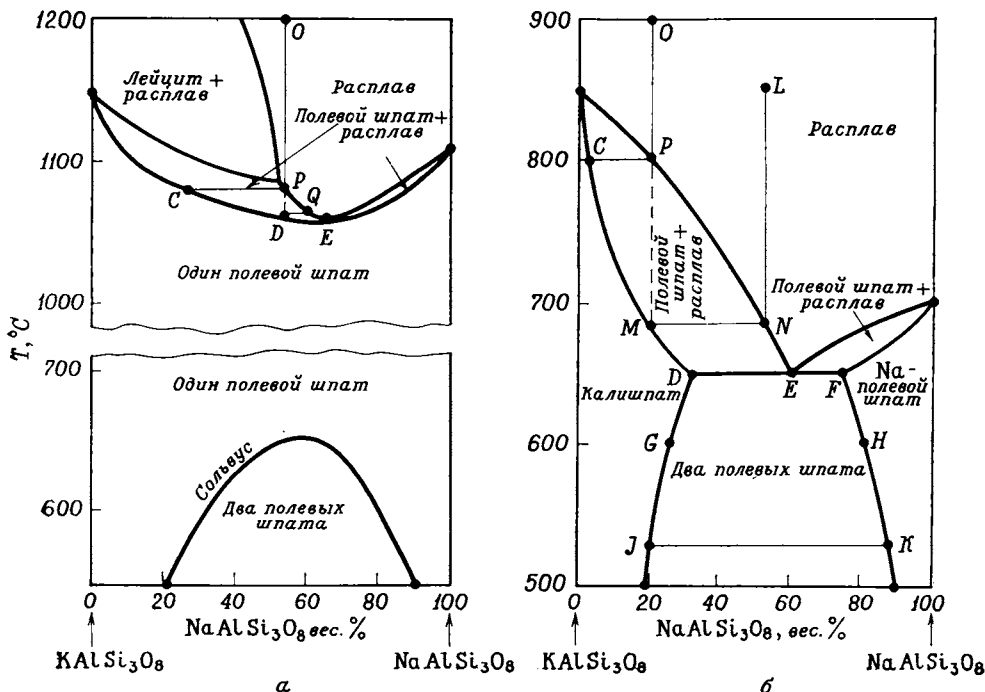 1200
1100
1000
700
600
T, °C
O
Лейцит +
расплав
Расплав
Полевой шпат +
расплав
C
P
Q
D
E
Один полевой шпат
Один полевой шпат
Сольвус
Два полевых
шпата
0
20
40
60
80
100
NaAlSi₃O₈ вес. %
KAlSi₃O₈
NaAlSi₃O₈
а
900
800
700
600
500
O
L
Расплав
C
P
Полевой
шпат +
расплав
Полевой шпат +
расплав
M
N
D
E
F
Калишпат
Na-
полевой
шпат
G
H
Два полевых шпата
J
K
0
20
40
60
80
100
NaAlSi₃O₈, вес. %
KAlSi₃O₈
NaAlSi₃O₈
б